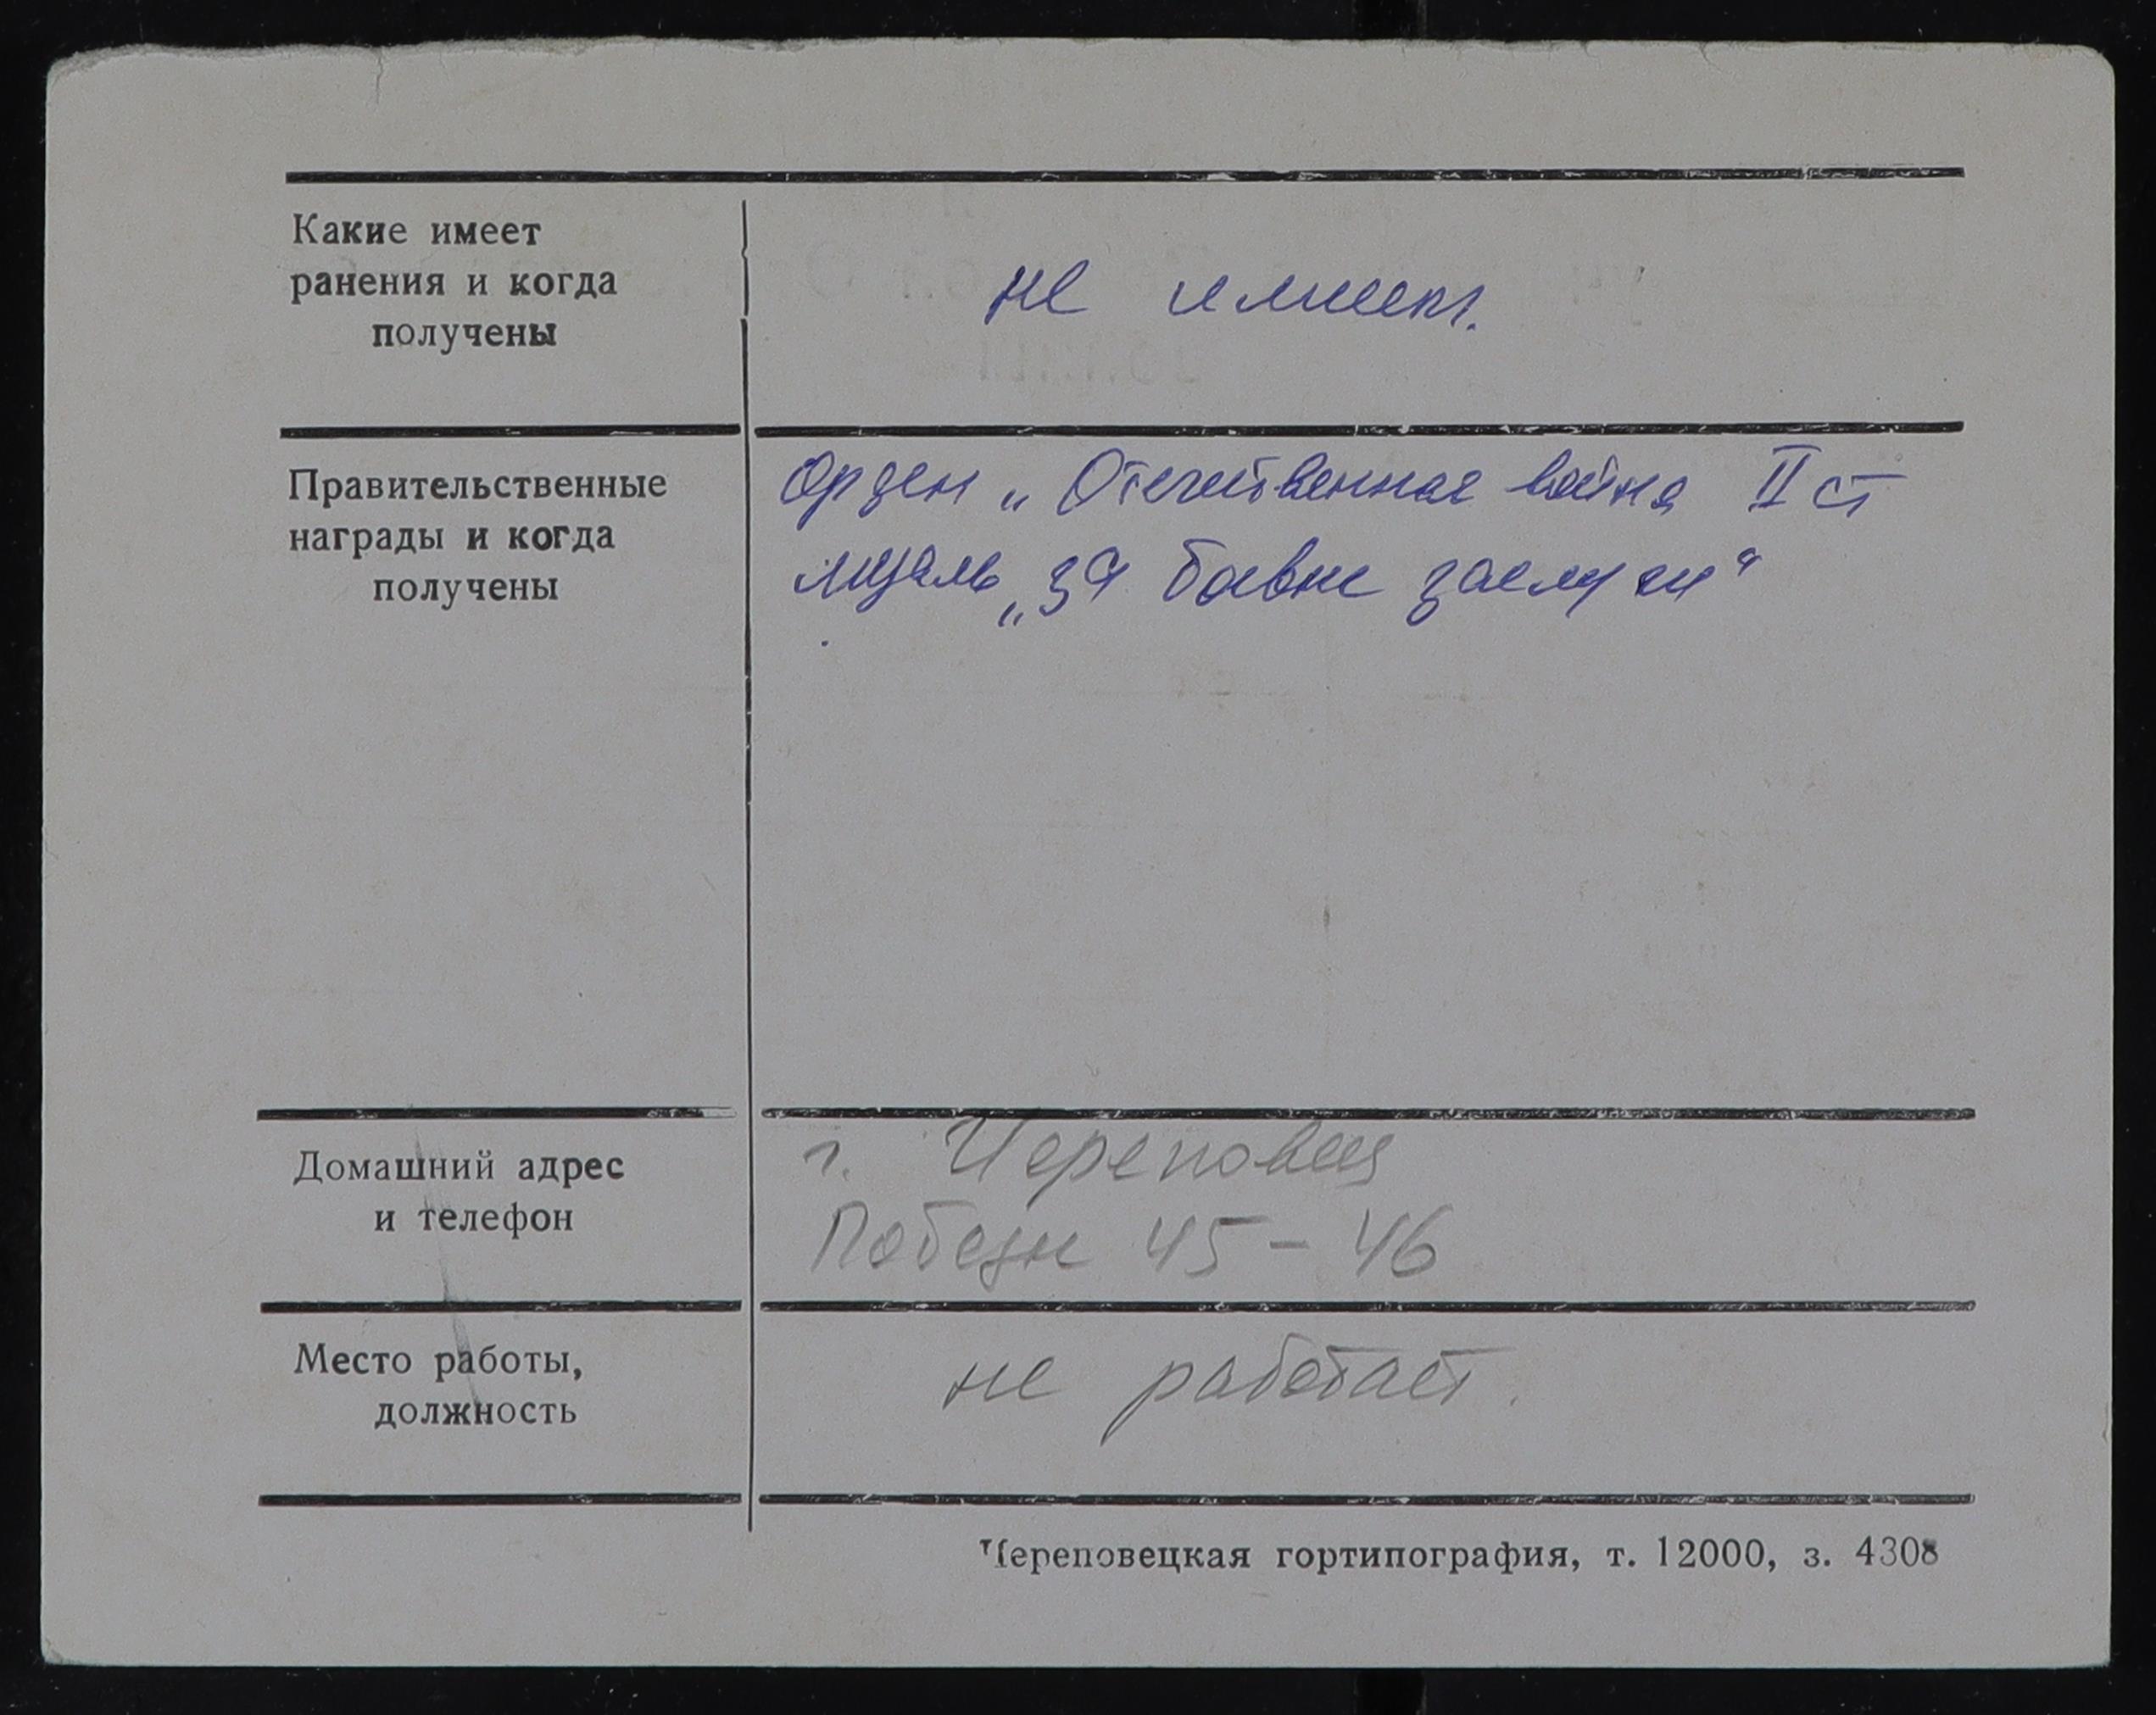 Какие имеет
ранения и когда
получены
не имеет.
Правительственные
награды и когда
получены
Орден „Отечественная война II ст
медаль „За боевые заслуги“
Домашний адрес
и телефон
г. Череповец
Победы 45-46
Место работы,
должность
не работает.
Череповецкая гортипография, т. 12000, з. 4308